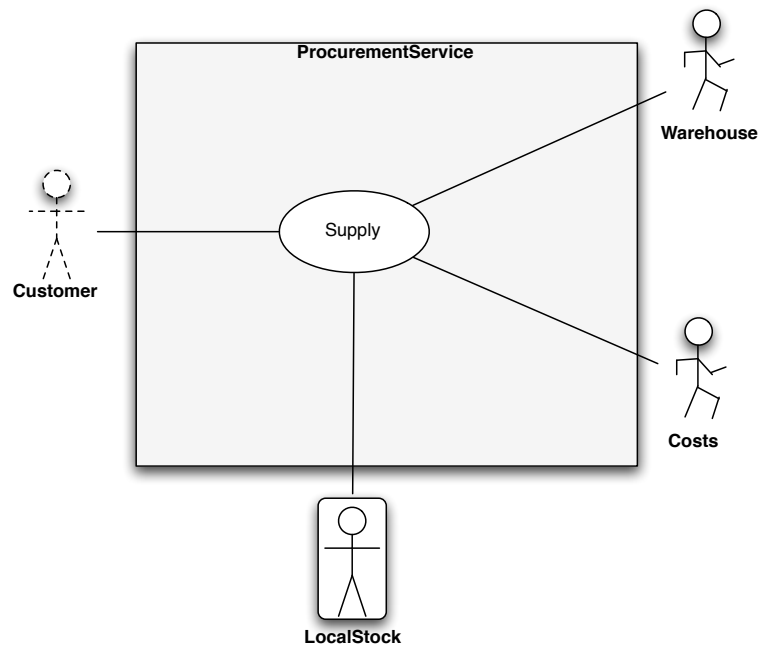 ProcurementService
Warehouse
Supply
Customer
Costs
LocalStock